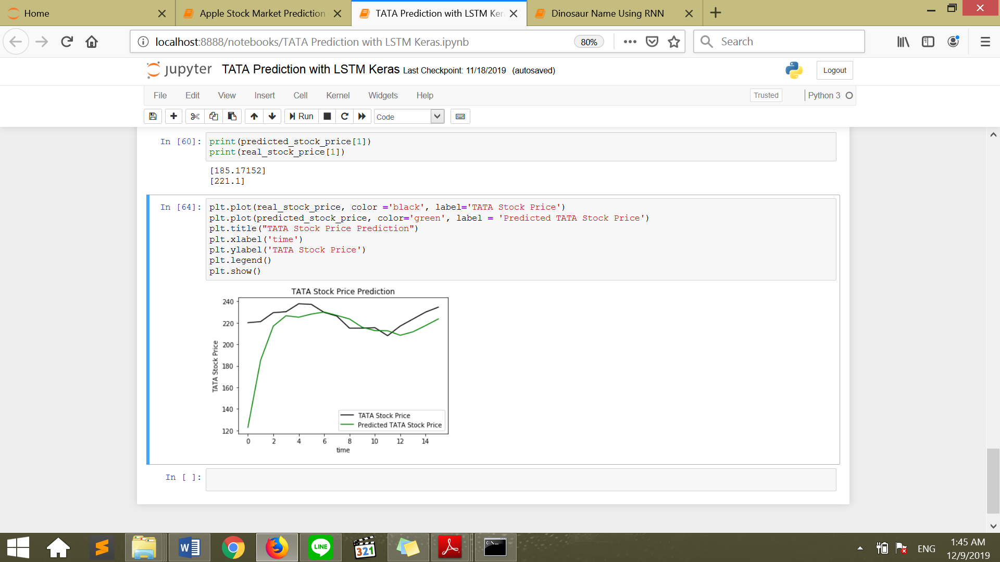 Home
Apple Stock Market Prediction
TATA Prediction with LSTM Ker
Dinosaur Name Using RNN
localhost:8888/notebooks/TATA Prediction with LSTM Keras.ipynb
80%
Search
jupyter TATA Prediction with LSTM Keras Last Checkpoint: 11/18/2019 (autosaved)
Logout
File Edit View Insert Cell Kernel Widgets Help
Trusted
Python 3
Run
Code
In [60]: print(predicted_stock_price[1])
print(real_stock_price[1])
[185.17152]
[221.1]
In [64]: plt.plot(real_stock_price, color ='black', label='TATA Stock Price')
plt.plot(predicted_stock_price, color='green', label = 'Predicted TATA Stock Price')
plt.title("TATA Stock Price Prediction")
plt.xlabel('time')
plt.ylabel('TATA Stock Price')
plt.legend()
plt.show()
TATA Stock Price Prediction
240
220
200
180
160
140
120
TATA Stock Price
TATA Stock Price
Predicted TATA Stock Price
0 2 4 6 8 10 12 14
time
In [ ]:
W
LINE
321
C:\_
ENG
1:45 AM
12/9/2019